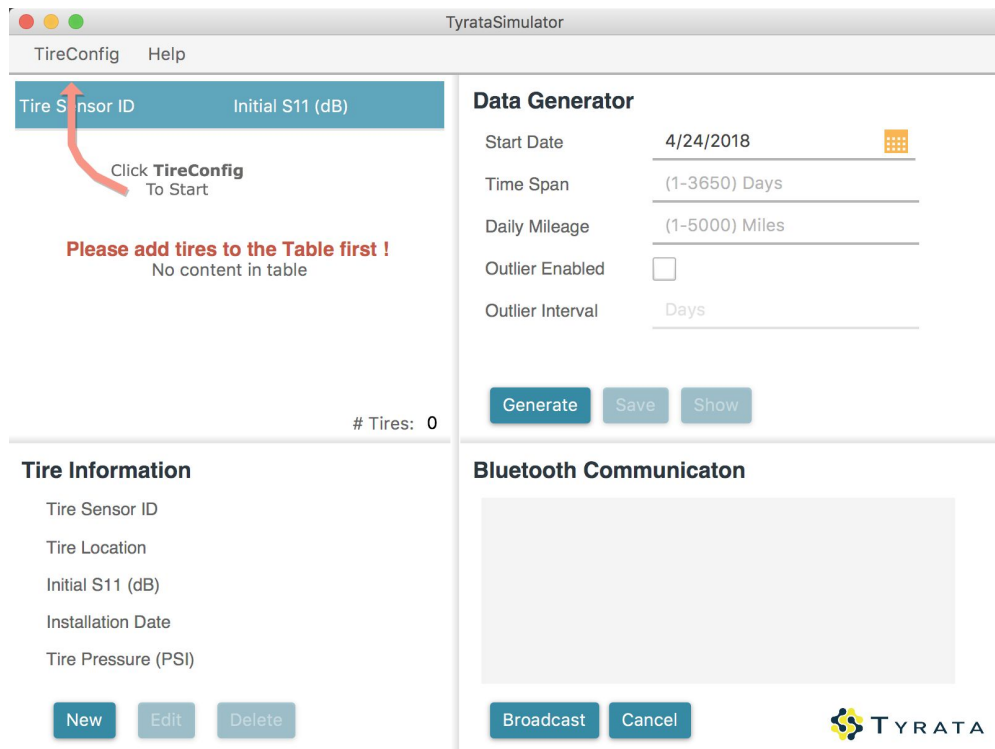 TyrataSimulator
TireConfig Help
Tire Sensor ID Initial S11 (dB)
Click TireConfig
To Start
Please add tires to the Table first !
No content in table
# Tires: 0
Data Generator
Start Date 4/24/2018
Time Span (1-3650) Days
Daily Mileage (1-5000) Miles
Outlier Enabled
Outlier Interval Days
Generate Save Show
Tire Information
Tire Sensor ID
Tire Location
Initial S11 (dB)
Installation Date
Tire Pressure (PSI)
New Edit Delete
Bluetooth Communicaton
Broadcast Cancel
TYRATA